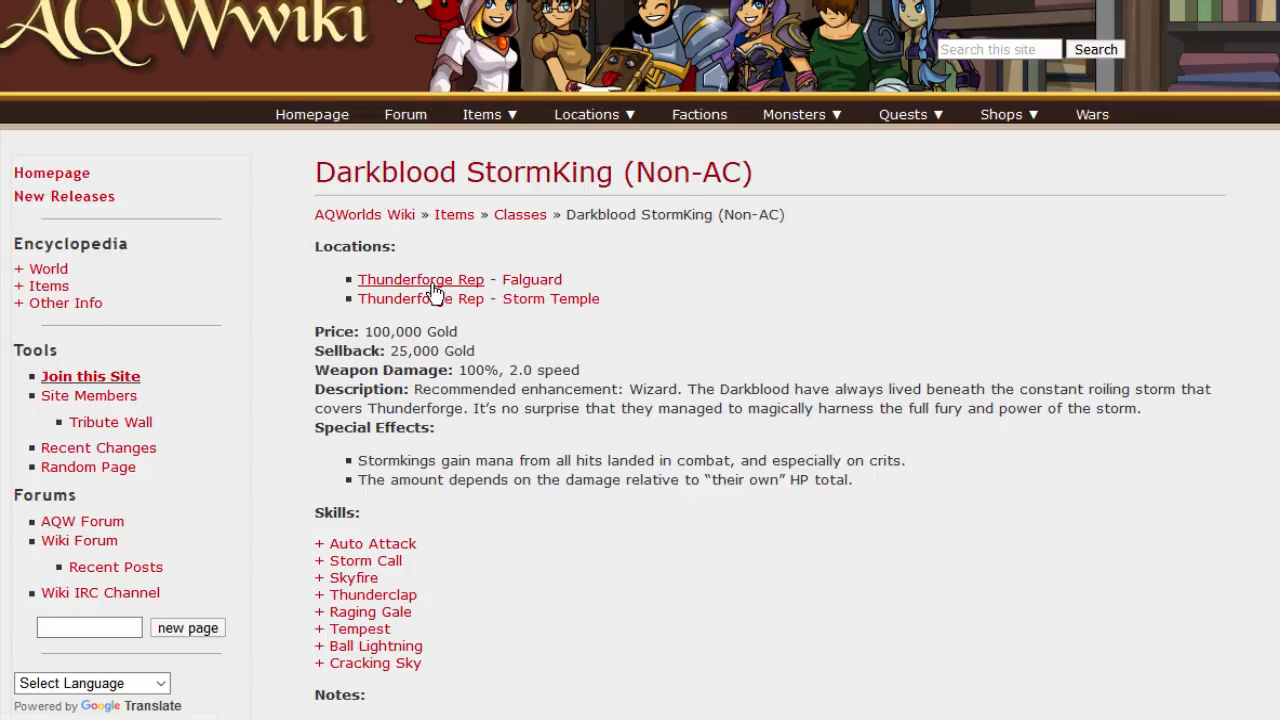 AQWwiki
Search this site
Search
Homepage
Forum
Items ▼
Locations ▼
Factions
Monsters ▼
Quests ▼
Shops ▼
Wars
Homepage
New Releases
Encyclopedia
+ World
+ Items
+ Other Info
Tools
Join this Site
Site Members
Tribute Wall
Recent Changes
Random Page
Forums
AQW Forum
Wiki Forum
Recent Posts
Wiki IRC Channel
new page
Select Language
Powered by Google Translate
Darkblood StormKing (Non-AC)
AQWorlds Wiki » Items » Classes » Darkblood StormKing (Non-AC)
Locations:
Thunderforge Rep - Falguard
Thunderforge Rep - Storm Temple
Price: 100,000 Gold
Sellback: 25,000 Gold
Weapon Damage: 100%, 2.0 speed
Description: Recommended enhancement: Wizard. The Darkblood have always lived beneath the constant roiling storm that
covers Thunderforge. It’s no surprise that they managed to magically harness the full fury and power of the storm.
Special Effects:
Stormkings gain mana from all hits landed in combat, and especially on crits.
The amount depends on the damage relative to “their own” HP total.
Skills:
+ Auto Attack
+ Storm Call
+ Skyfire
+ Thunderclap
+ Raging Gale
+ Tempest
+ Ball Lightning
+ Cracking Sky
Notes: